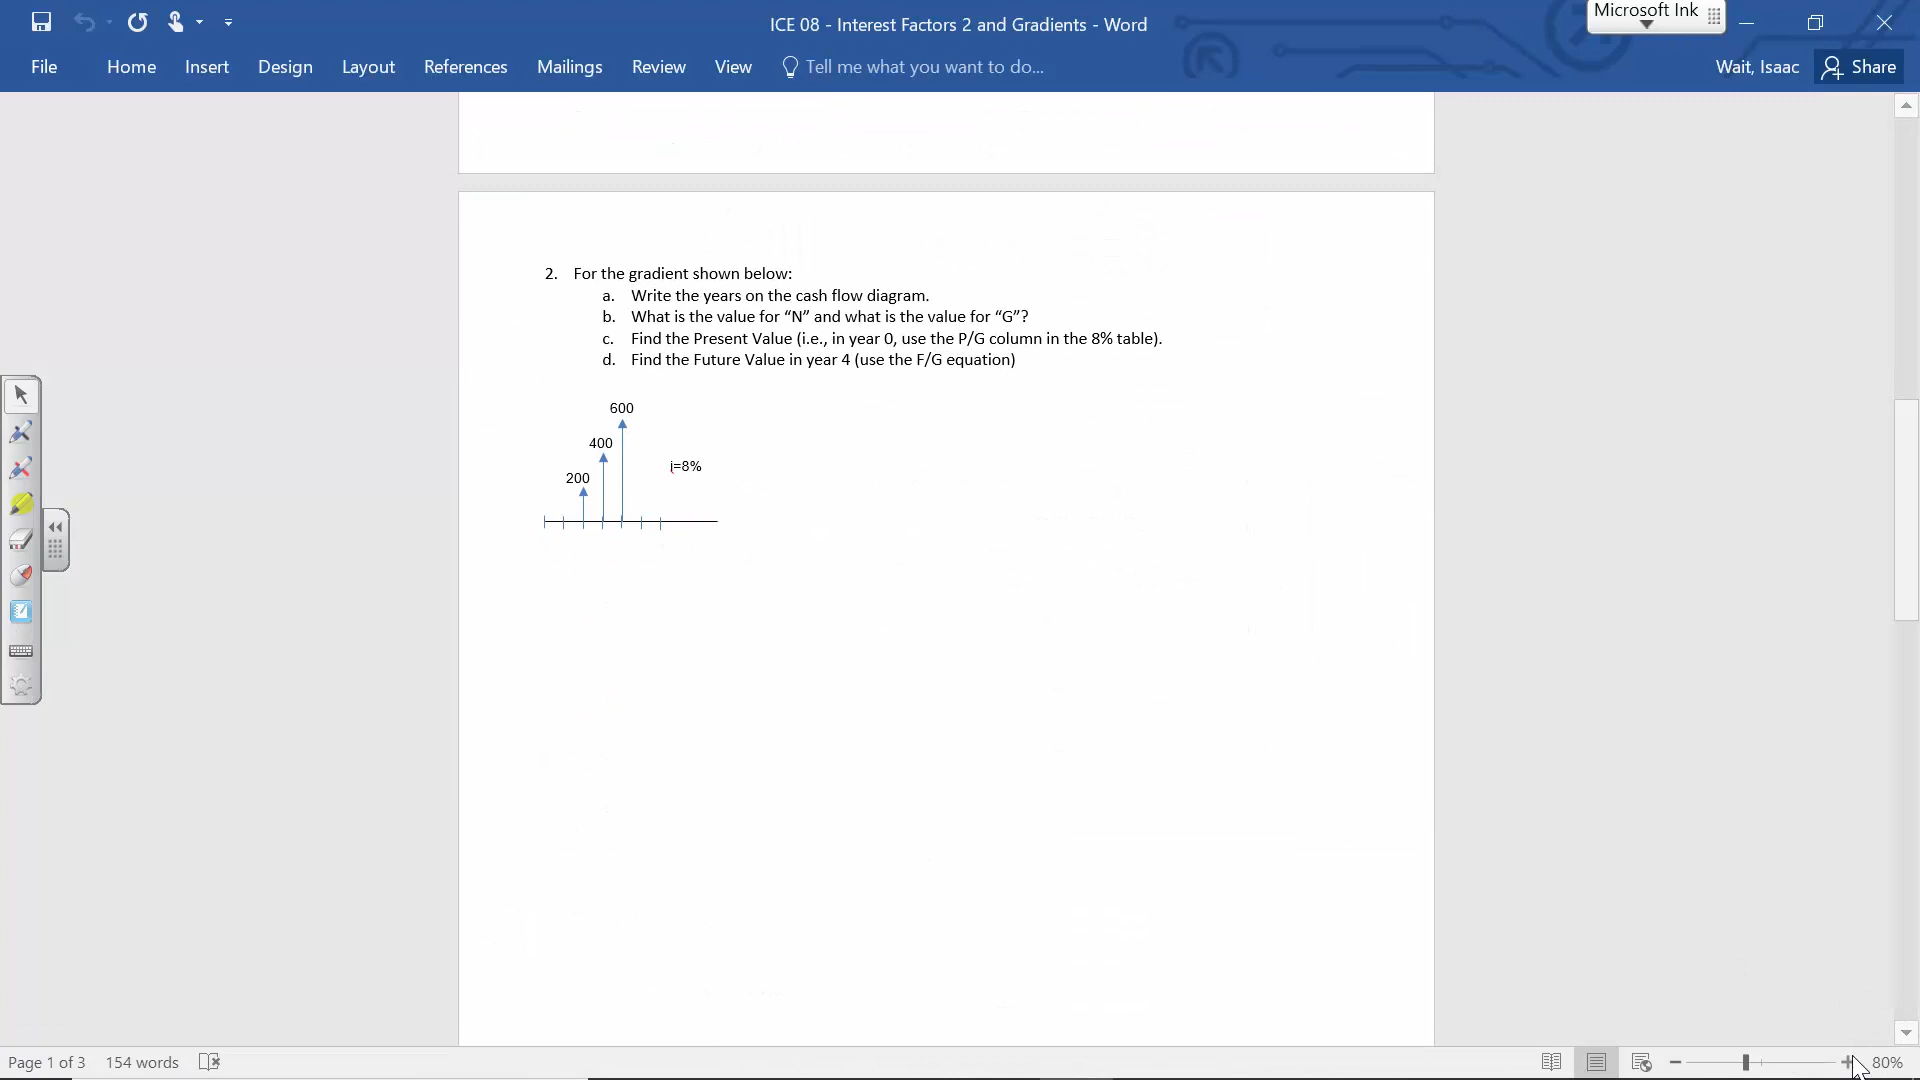 ICE 08 - Interest Factors 2 and Gradients - Word
Microsoft Ink
File Home Insert Design Layout References Mailings Review View Tell me what you want to do... Wait, Isaac Share
2. For the gradient shown below:
a. Write the years on the cash flow diagram.
b. What is the value for “N” and what is the value for “G”?
c. Find the Present Value (i.e., in year 0, use the P/G column in the 8% table).
d. Find the Future Value in year 4 (use the F/G equation)
600
400
i=8%
200
Page 1 of 3 154 words 80%